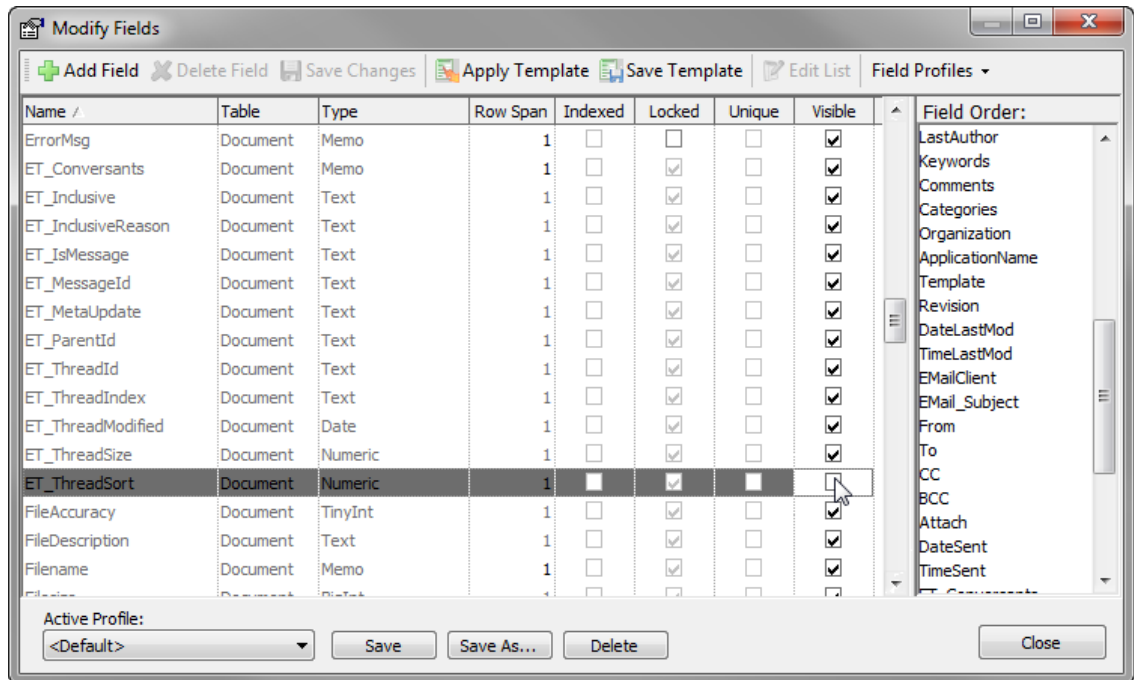 Modify Fields
Add Field Delete Field Save Changes Apply Template Save Template Edit List Field Profiles
Name Table Type Row Span Indexed Locked Unique Visible
ErrorMsg Document Memo 1
ET_Conversants Document Memo 1
ET_Inclusive Document Text 1
ET_InclusiveReason Document Text 1
ET_IsMessage Document Text 1
ET_MessageId Document Text 1
ET_MetaUpdate Document Text 1
ET_ParentId Document Text 1
ET_ThreadId Document Text 1
ET_ThreadIndex Document Text 1
ET_ThreadModified Document Date 1
ET_ThreadSize Document Numeric 1
ET_ThreadSort Document Numeric 1
FileAccuracy Document TinyInt 1
FileDescription Document Text 1
Filename Document Memo 1
Filesize Document BigInt 1
Field Order:
LastAuthor
Keywords
Comments
Categories
Organization
ApplicationName
Template
Revision
DateLastMod
TimeLastMod
EMailClient
EMail_Subject
From
To
CC
BCC
Attach
DateSent
TimeSent
ET_Conversants
Active Profile:
<Default> Save Save As... Delete Close